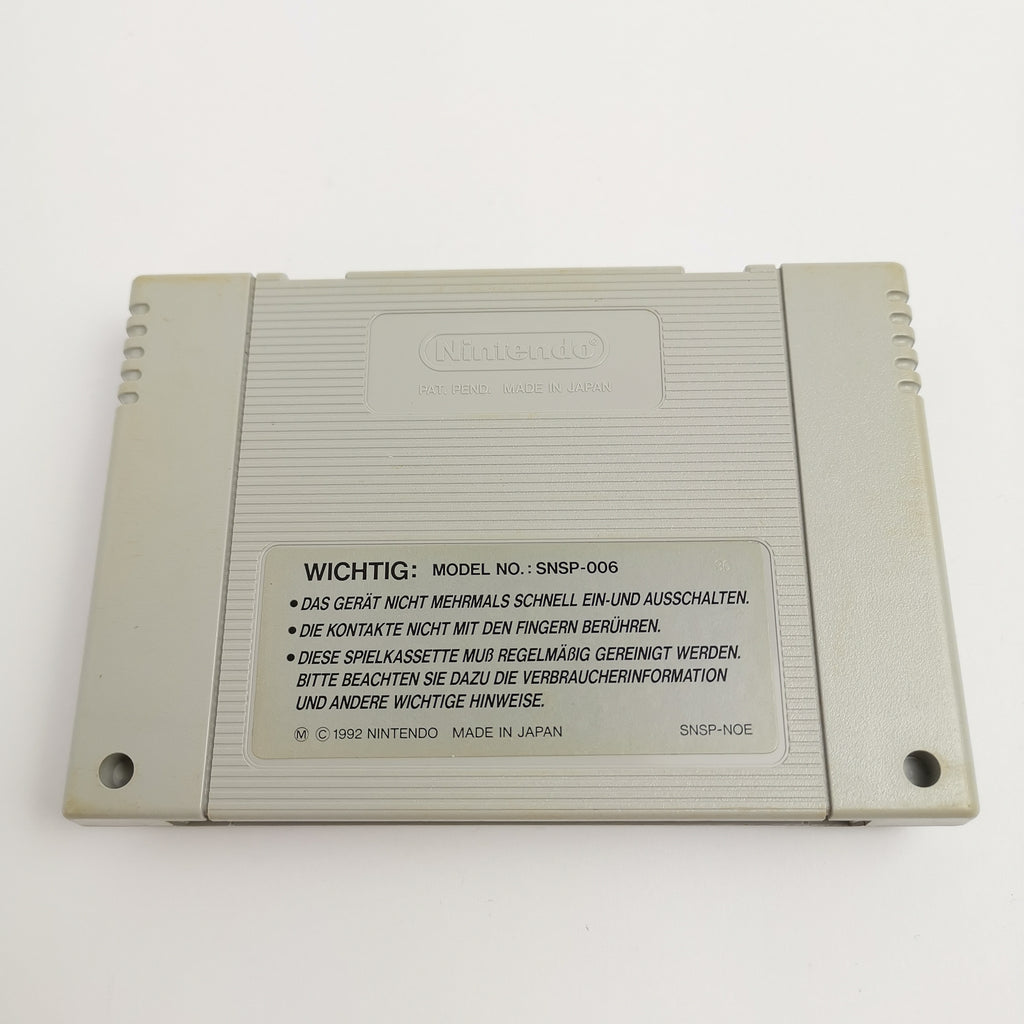 Nintendo®
PAT. PEND. MADE IN JAPAN
WICHTIG: MODEL NO.: SNSP-006
• DAS GERÄT NICHT MEHRMALS SCHNELL EIN-UND AUSSCHALTEN.
• DIE KONTAKTE NICHT MIT DEN FINGERN BERÜHREN.
• DIESE SPIELKASSETTE MUß REGELMÄßIG GEREINIGT WERDEN.
BITTE BEACHTEN SIE DAZU DIE VERBRAUCHERINFORMATION
UND ANDERE WICHTIGE HINWEISE.
Ⓜ © 1992 NINTENDO MADE IN JAPAN SNSP-NOE